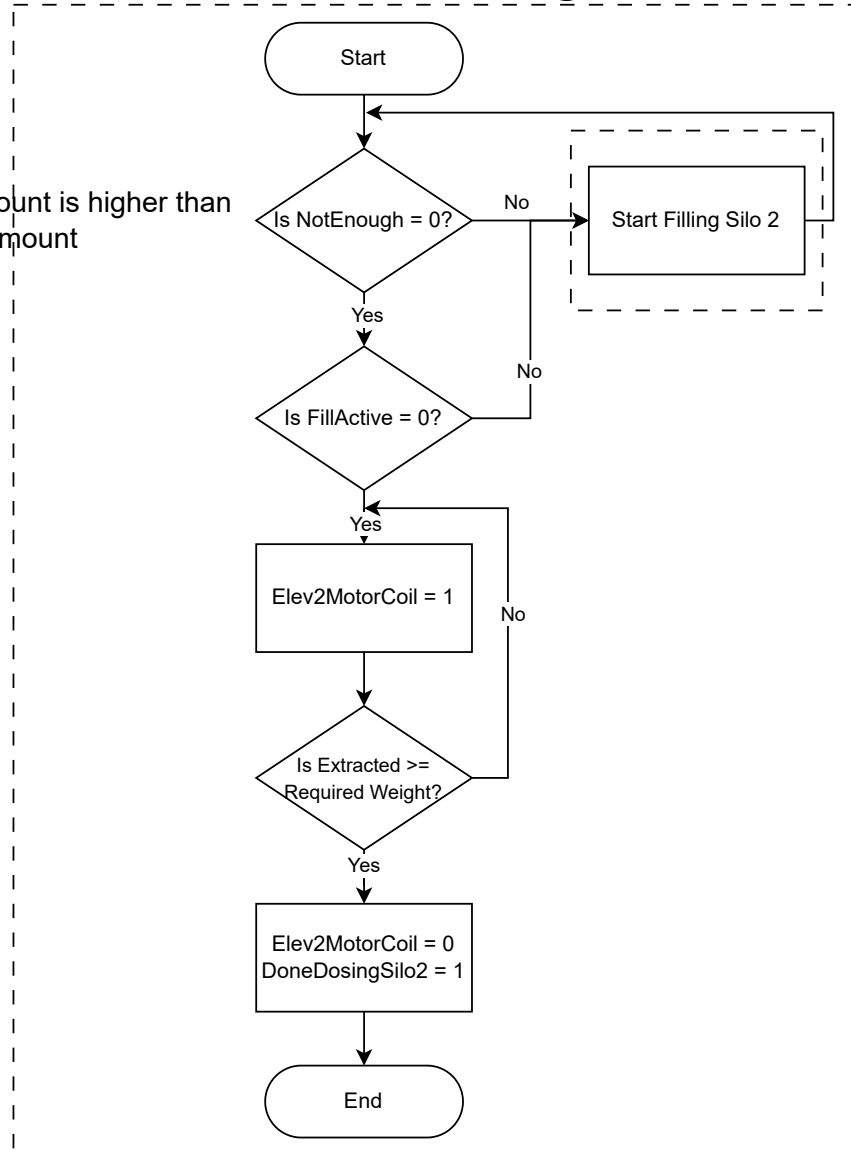 Start
ount is higher than
mount
Is NotEnough = 0?
No
Start Filling Silo 2
Yes
No
Is FillActive = 0?
Yes
Elev2MotorCoil = 1
No
Is Extracted >=
Required Weight?
Yes
Elev2MotorCoil = 0
DoneDosingSilo2 = 1
End